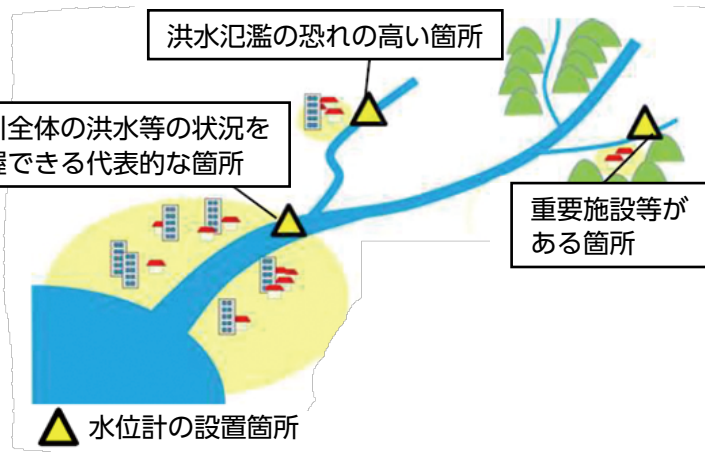 洪水氾濫の恐れの高い箇所
全体の洪水等の状況を
握できる代表的な箇所
重要施設等が
ある箇所
水位計の設置箇所